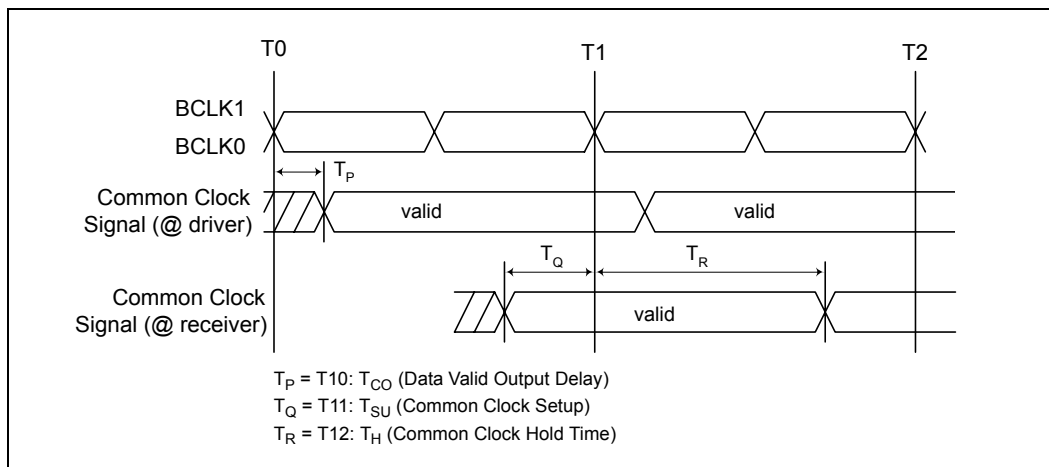 T0 T1 T2
BCLK1
BCLK0
T_P
Common Clock
Signal (@ driver)
valid valid
T_Q T_R
Common Clock
Signal (@ receiver)
valid
T_P = T10: T_CO (Data Valid Output Delay)
T_Q = T11: T_SU (Common Clock Setup)
T_R = T12: T_H (Common Clock Hold Time)